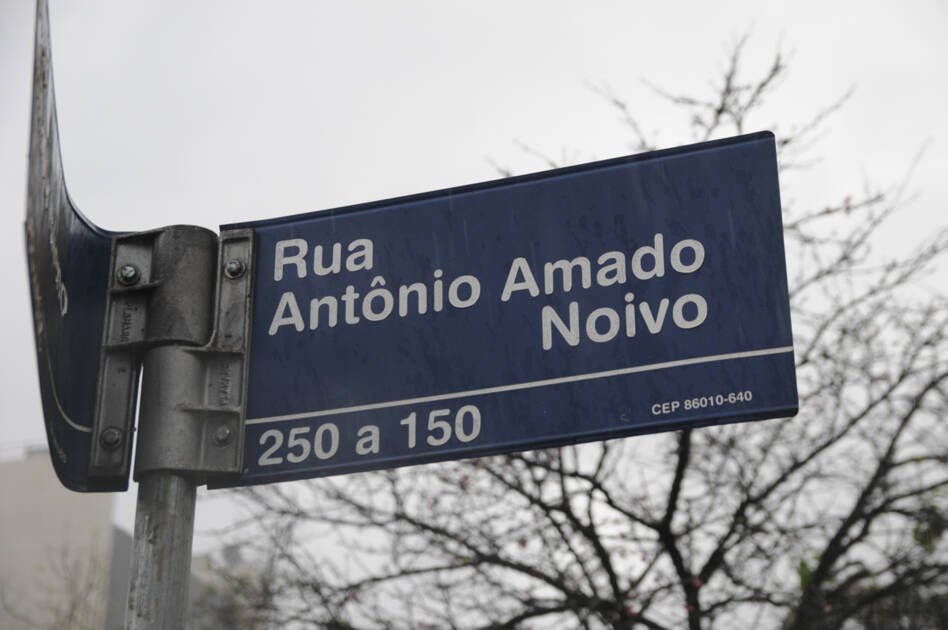 Rua
Antônio Amado
Noivo
250 a 150
CEP 86010-640